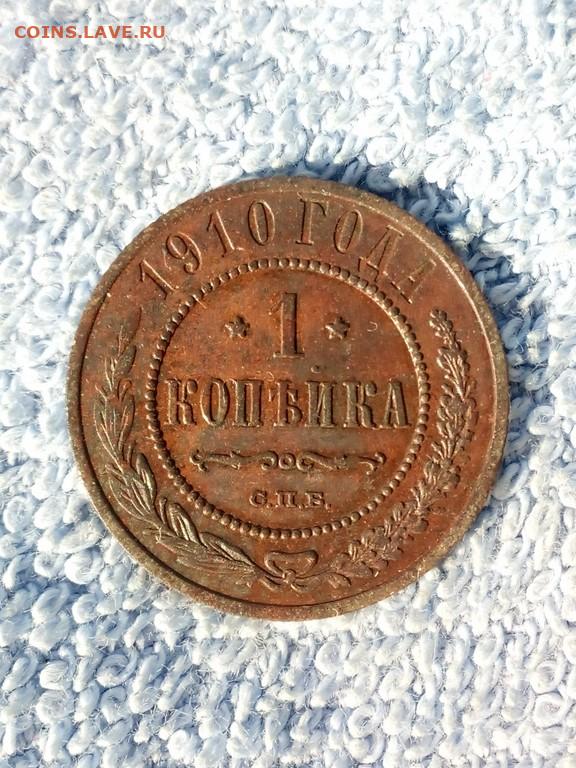 COINS.LAVE.RU
1910 ГОДА
1
КОПѢЙКА
С.П.Б.